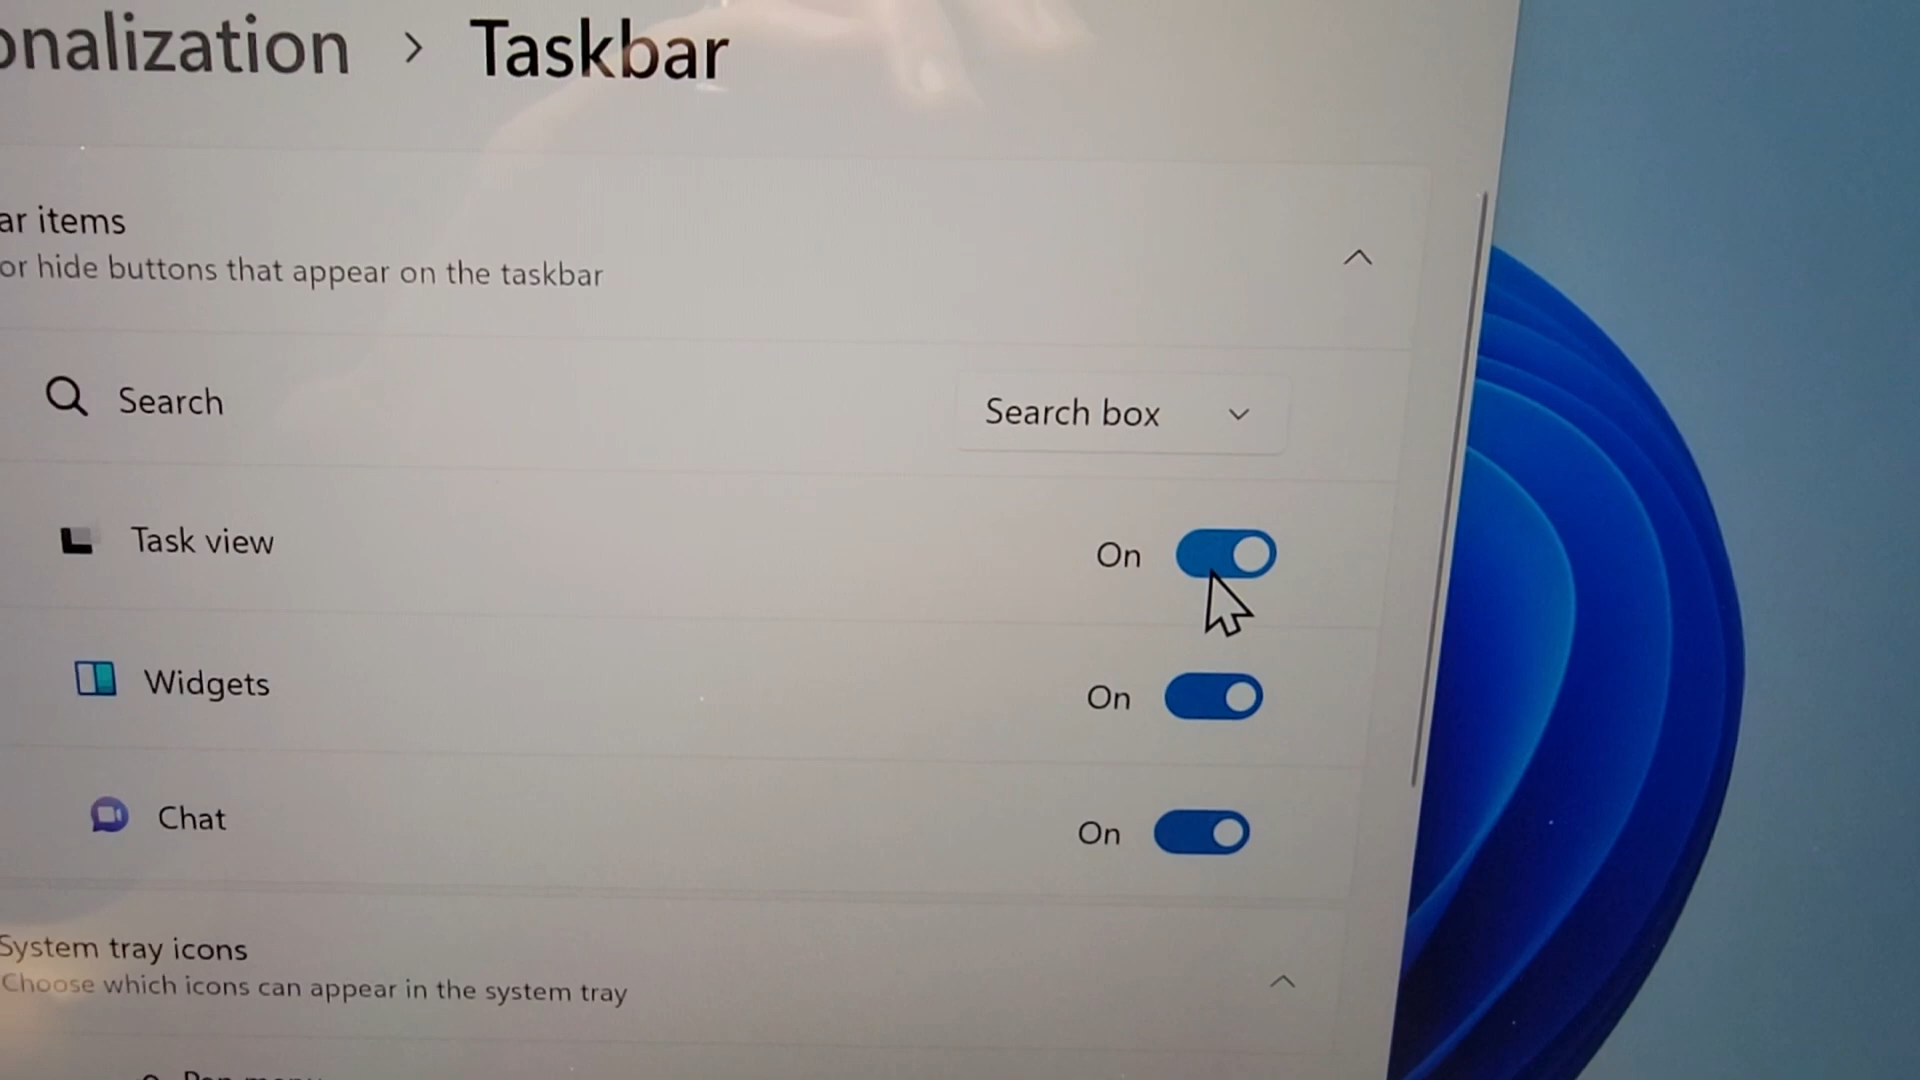 onalization > Taskbar
ar items
or hide buttons that appear on the taskbar
Search
Search box
Task view
On
Widgets
On
Chat
On
System tray icons
Choose which icons can appear in the system tray